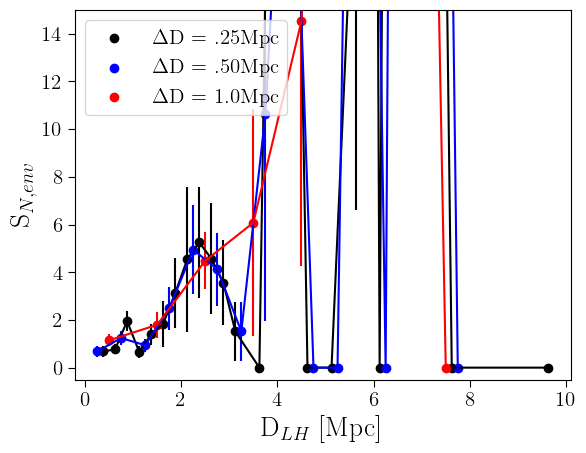 ΔD = .25Mpc
ΔD = .50Mpc
ΔD = 1.0Mpc
14
12
10
8
6
4
2
0
S_{N,env}
0 2 4 6 8 10
D_{LH} [Mpc]